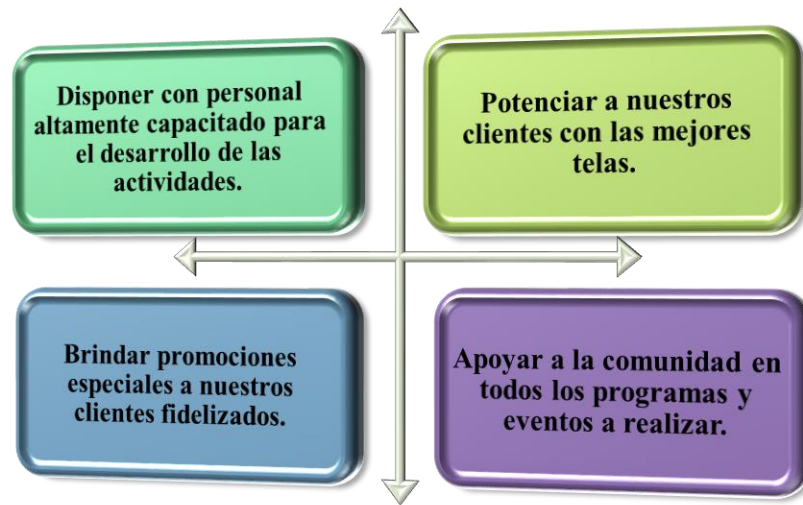 Disponer con personal
altamente capacitado para
el desarrollo de las
actividades.
Potenciar a nuestros
clientes con las mejores
telas.
Brindar promociones
especiales a nuestros
clientes fidelizados.
Apoyar a la comunidad en
todos los programas y
eventos a realizar.